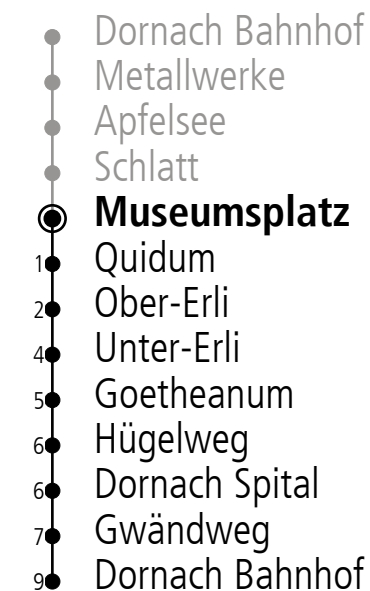 Dornach Bahnhof
Metallwerke
Apfelsee
Schlatt
Museumsplatz
1 Quidum
2 Ober-Erli
4 Unter-Erli
5 Goetheanum
6 Hügelweg
6 Dornach Spital
7 Gwändweg
9 Dornach Bahnhof